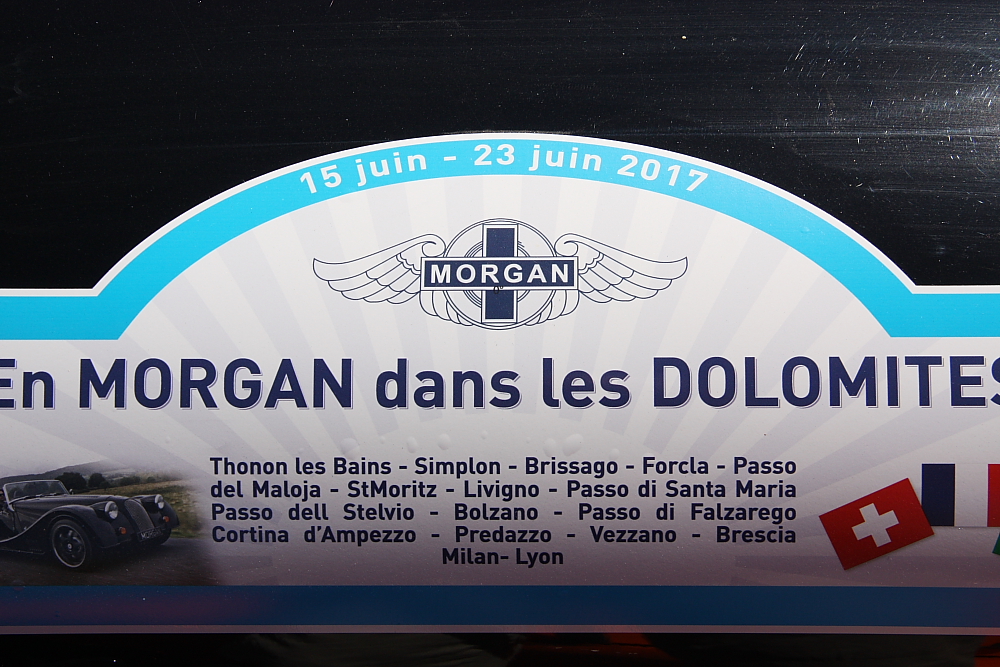 15 juin - 23 juin 2017
MORGAN
En MORGAN dans les DOLOMITES
Thonon les Bains - Simplon - Brissago - Forcla - Passo
del Maloja - StMoritz - Livigno - Passo di Santa Maria
Passo dell Stelvio - Bolzano - Passo di Falzarego
Cortina d'Ampezzo - Predazzo - Vezzano - Brescia
Milan- Lyon